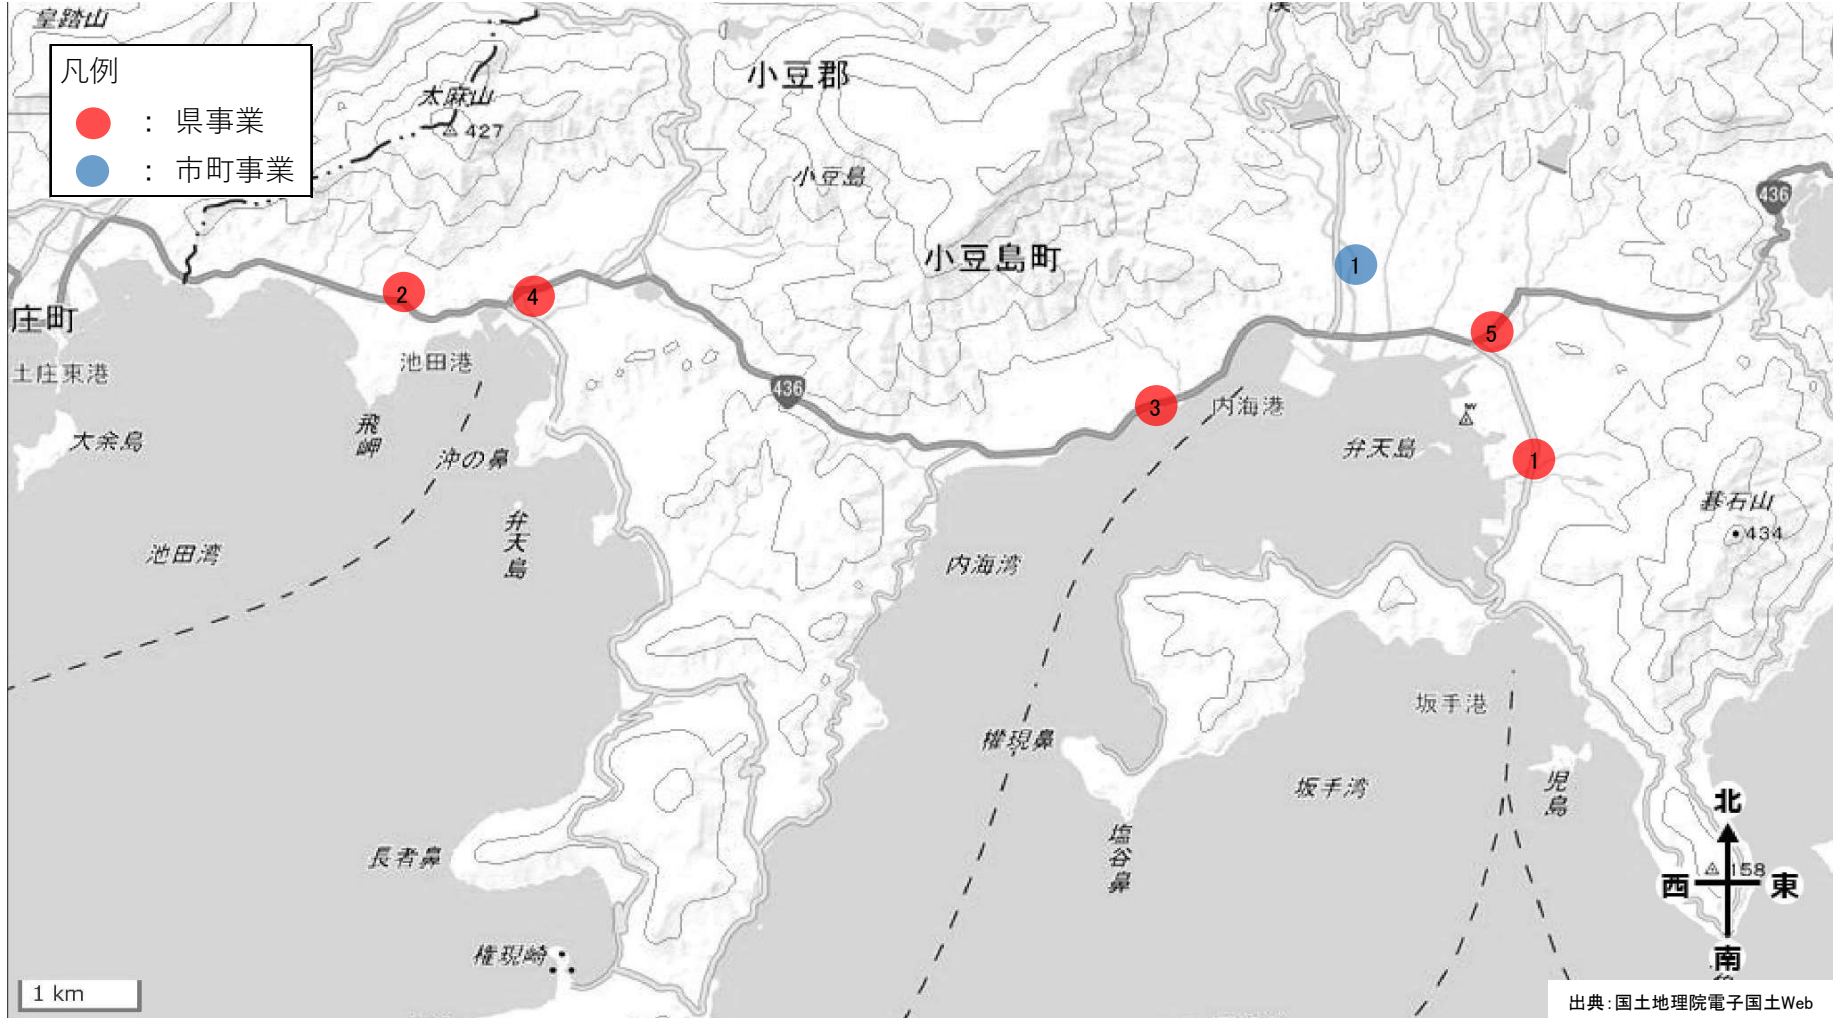 皇踏山
渓
凡例
： 県事業
： 市町事業
太麻山
427
小豆郡
小豆島
小豆島町
436
1
2
4
5
庄町
土庄東港
池田港
436
3
内海港
大余島
飛岬
沖の鼻
弁天島
1
碁石山
434
池田湾
弁天島
内海湾
坂手港
権現鼻
坂手湾
児島
塩谷鼻
長者鼻
北
西
東
南
158
権現崎
1 km
出典：国土地理院電子国土Web